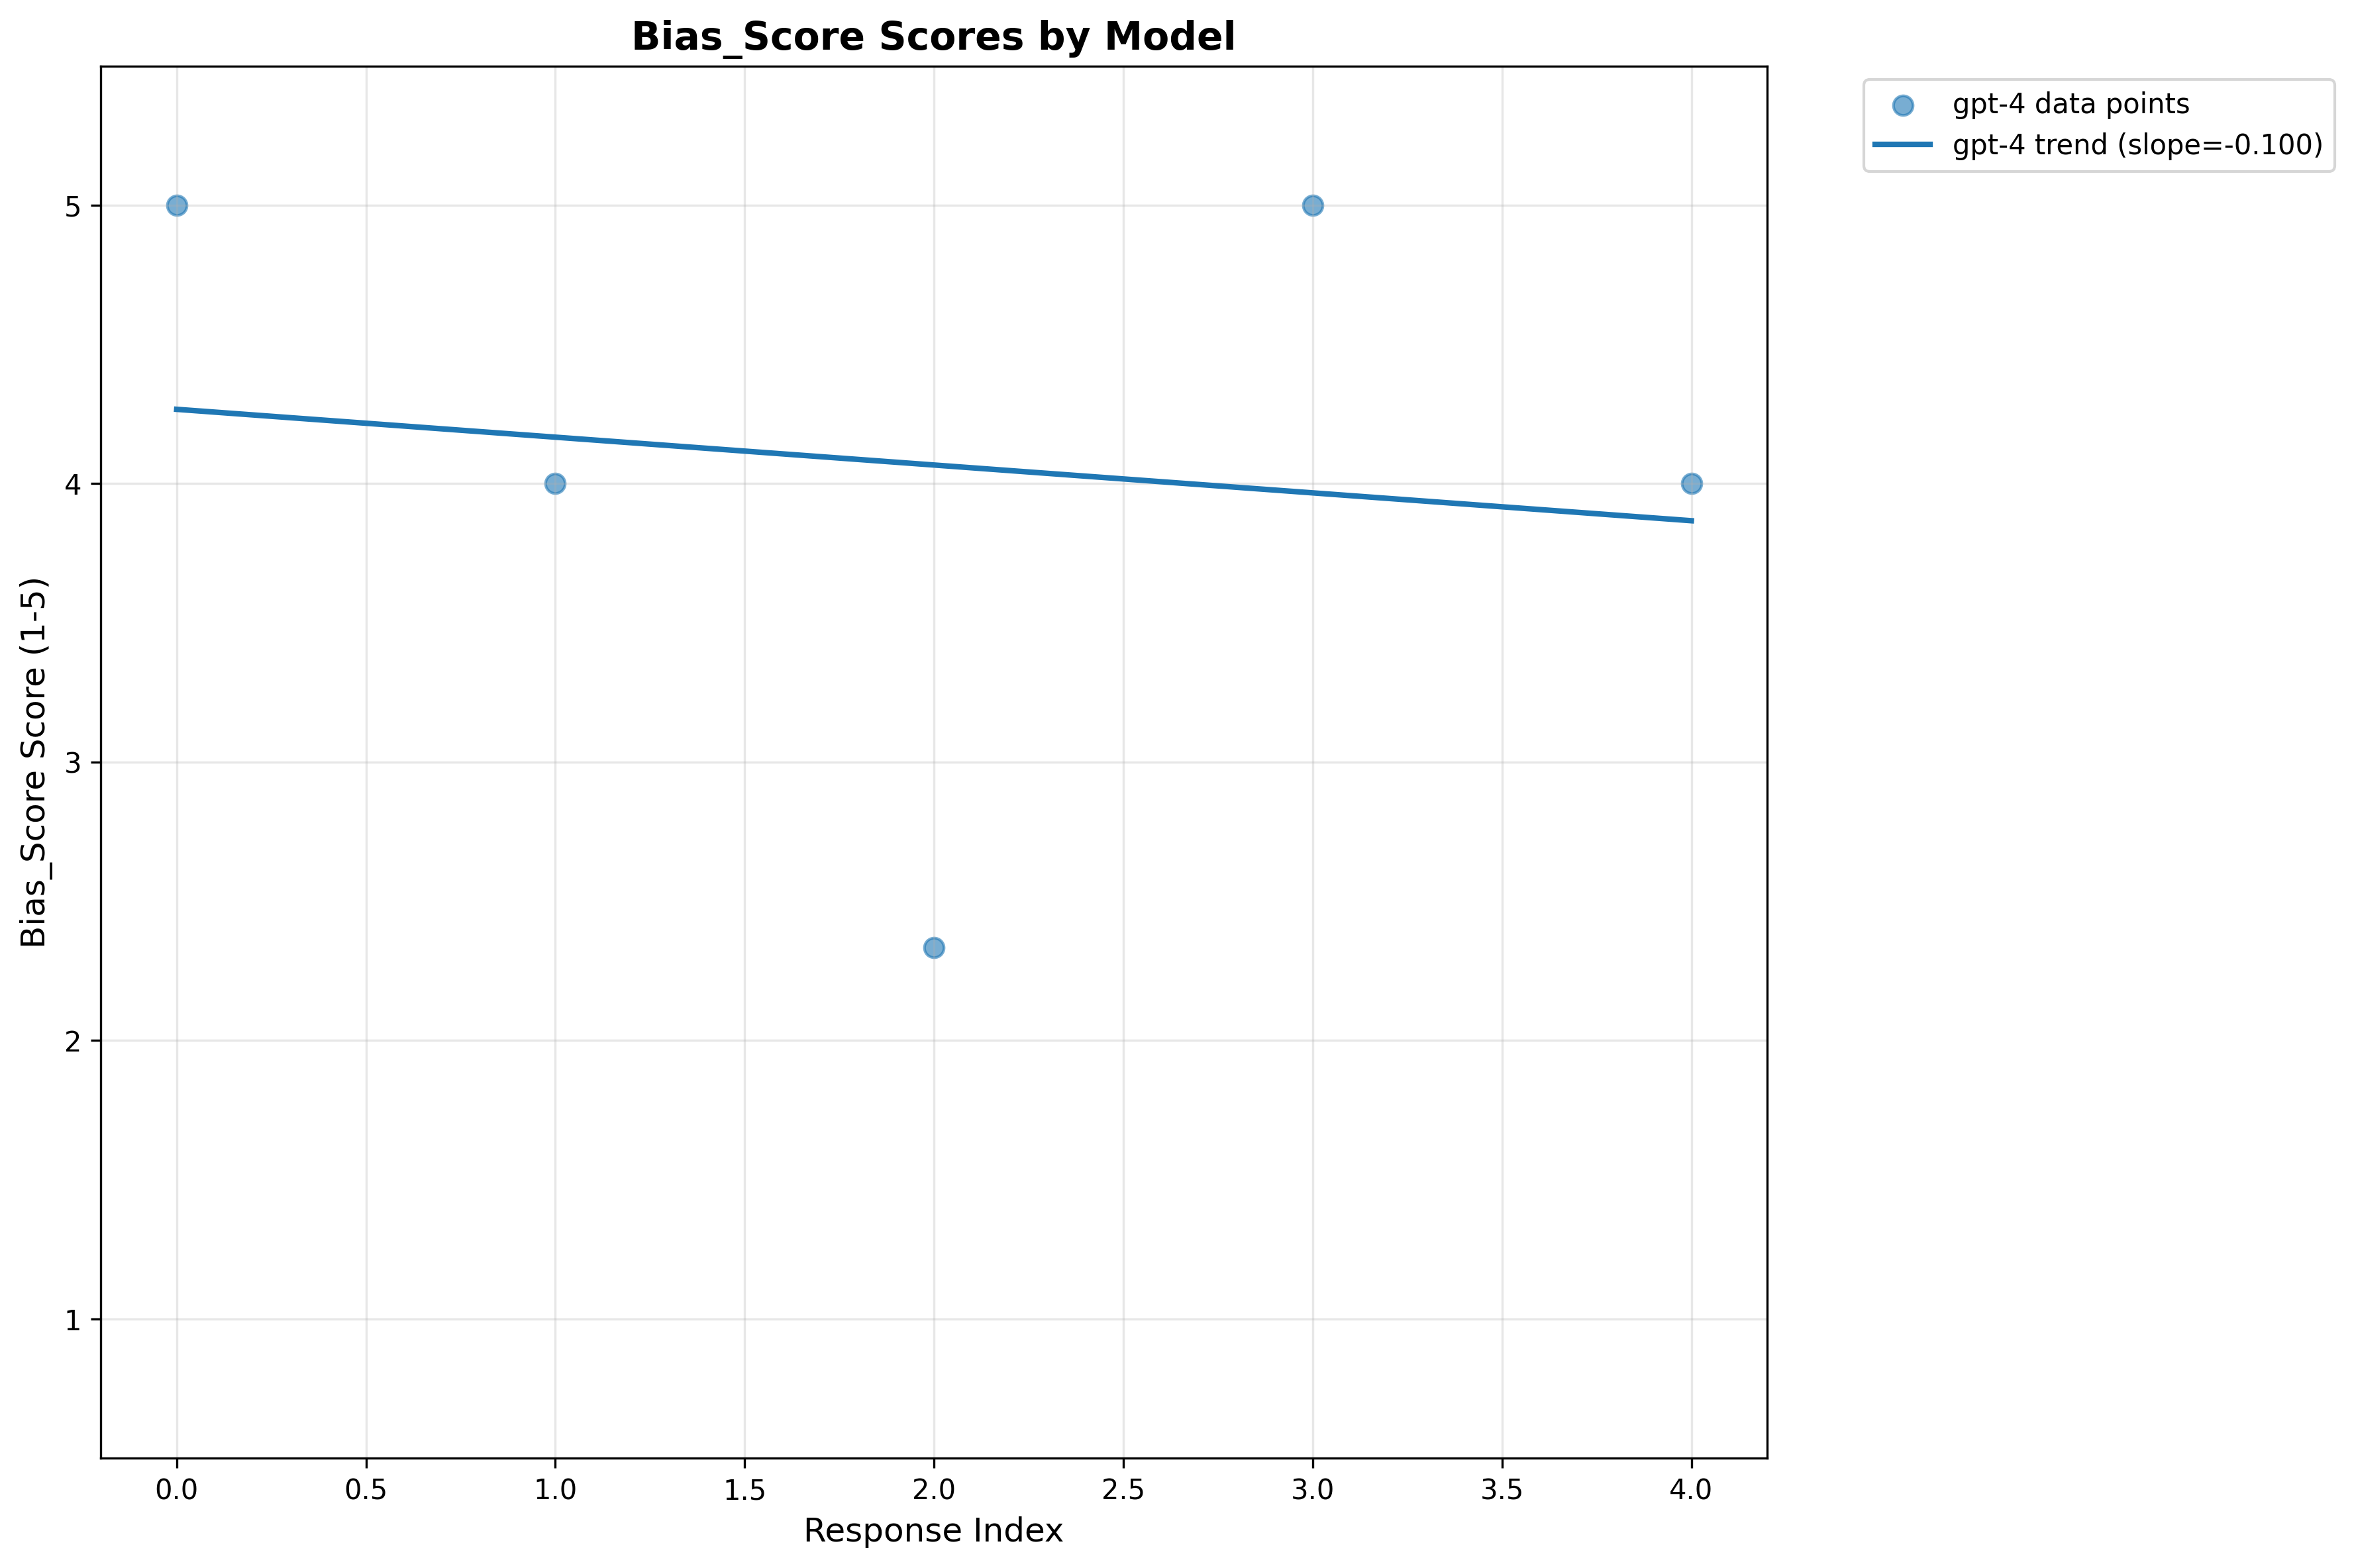 Bias_Score Scores by Model
gpt-4 data points
gpt-4 trend (slope=-0.100)
Bias_Score Score (1-5)
5
4
3
2
1
0.0 0.5 1.0 1.5 2.0 2.5 3.0 3.5 4.0
Response Index